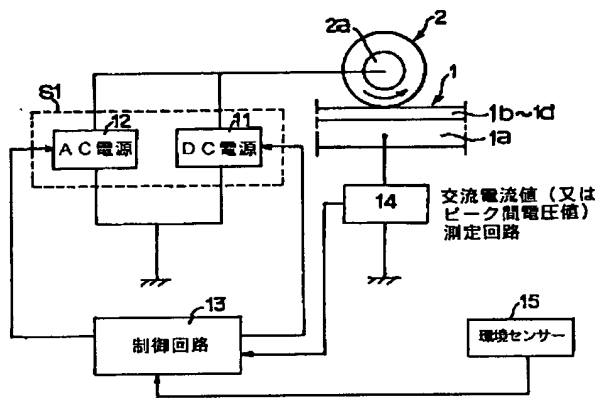 2
2a
1
1b~1d
1a
S1
12
AC電源
11
DC電源
14
交流電流値（又は
ピーク間電圧値）
測定回路
13
制御回路
15
環境センサー